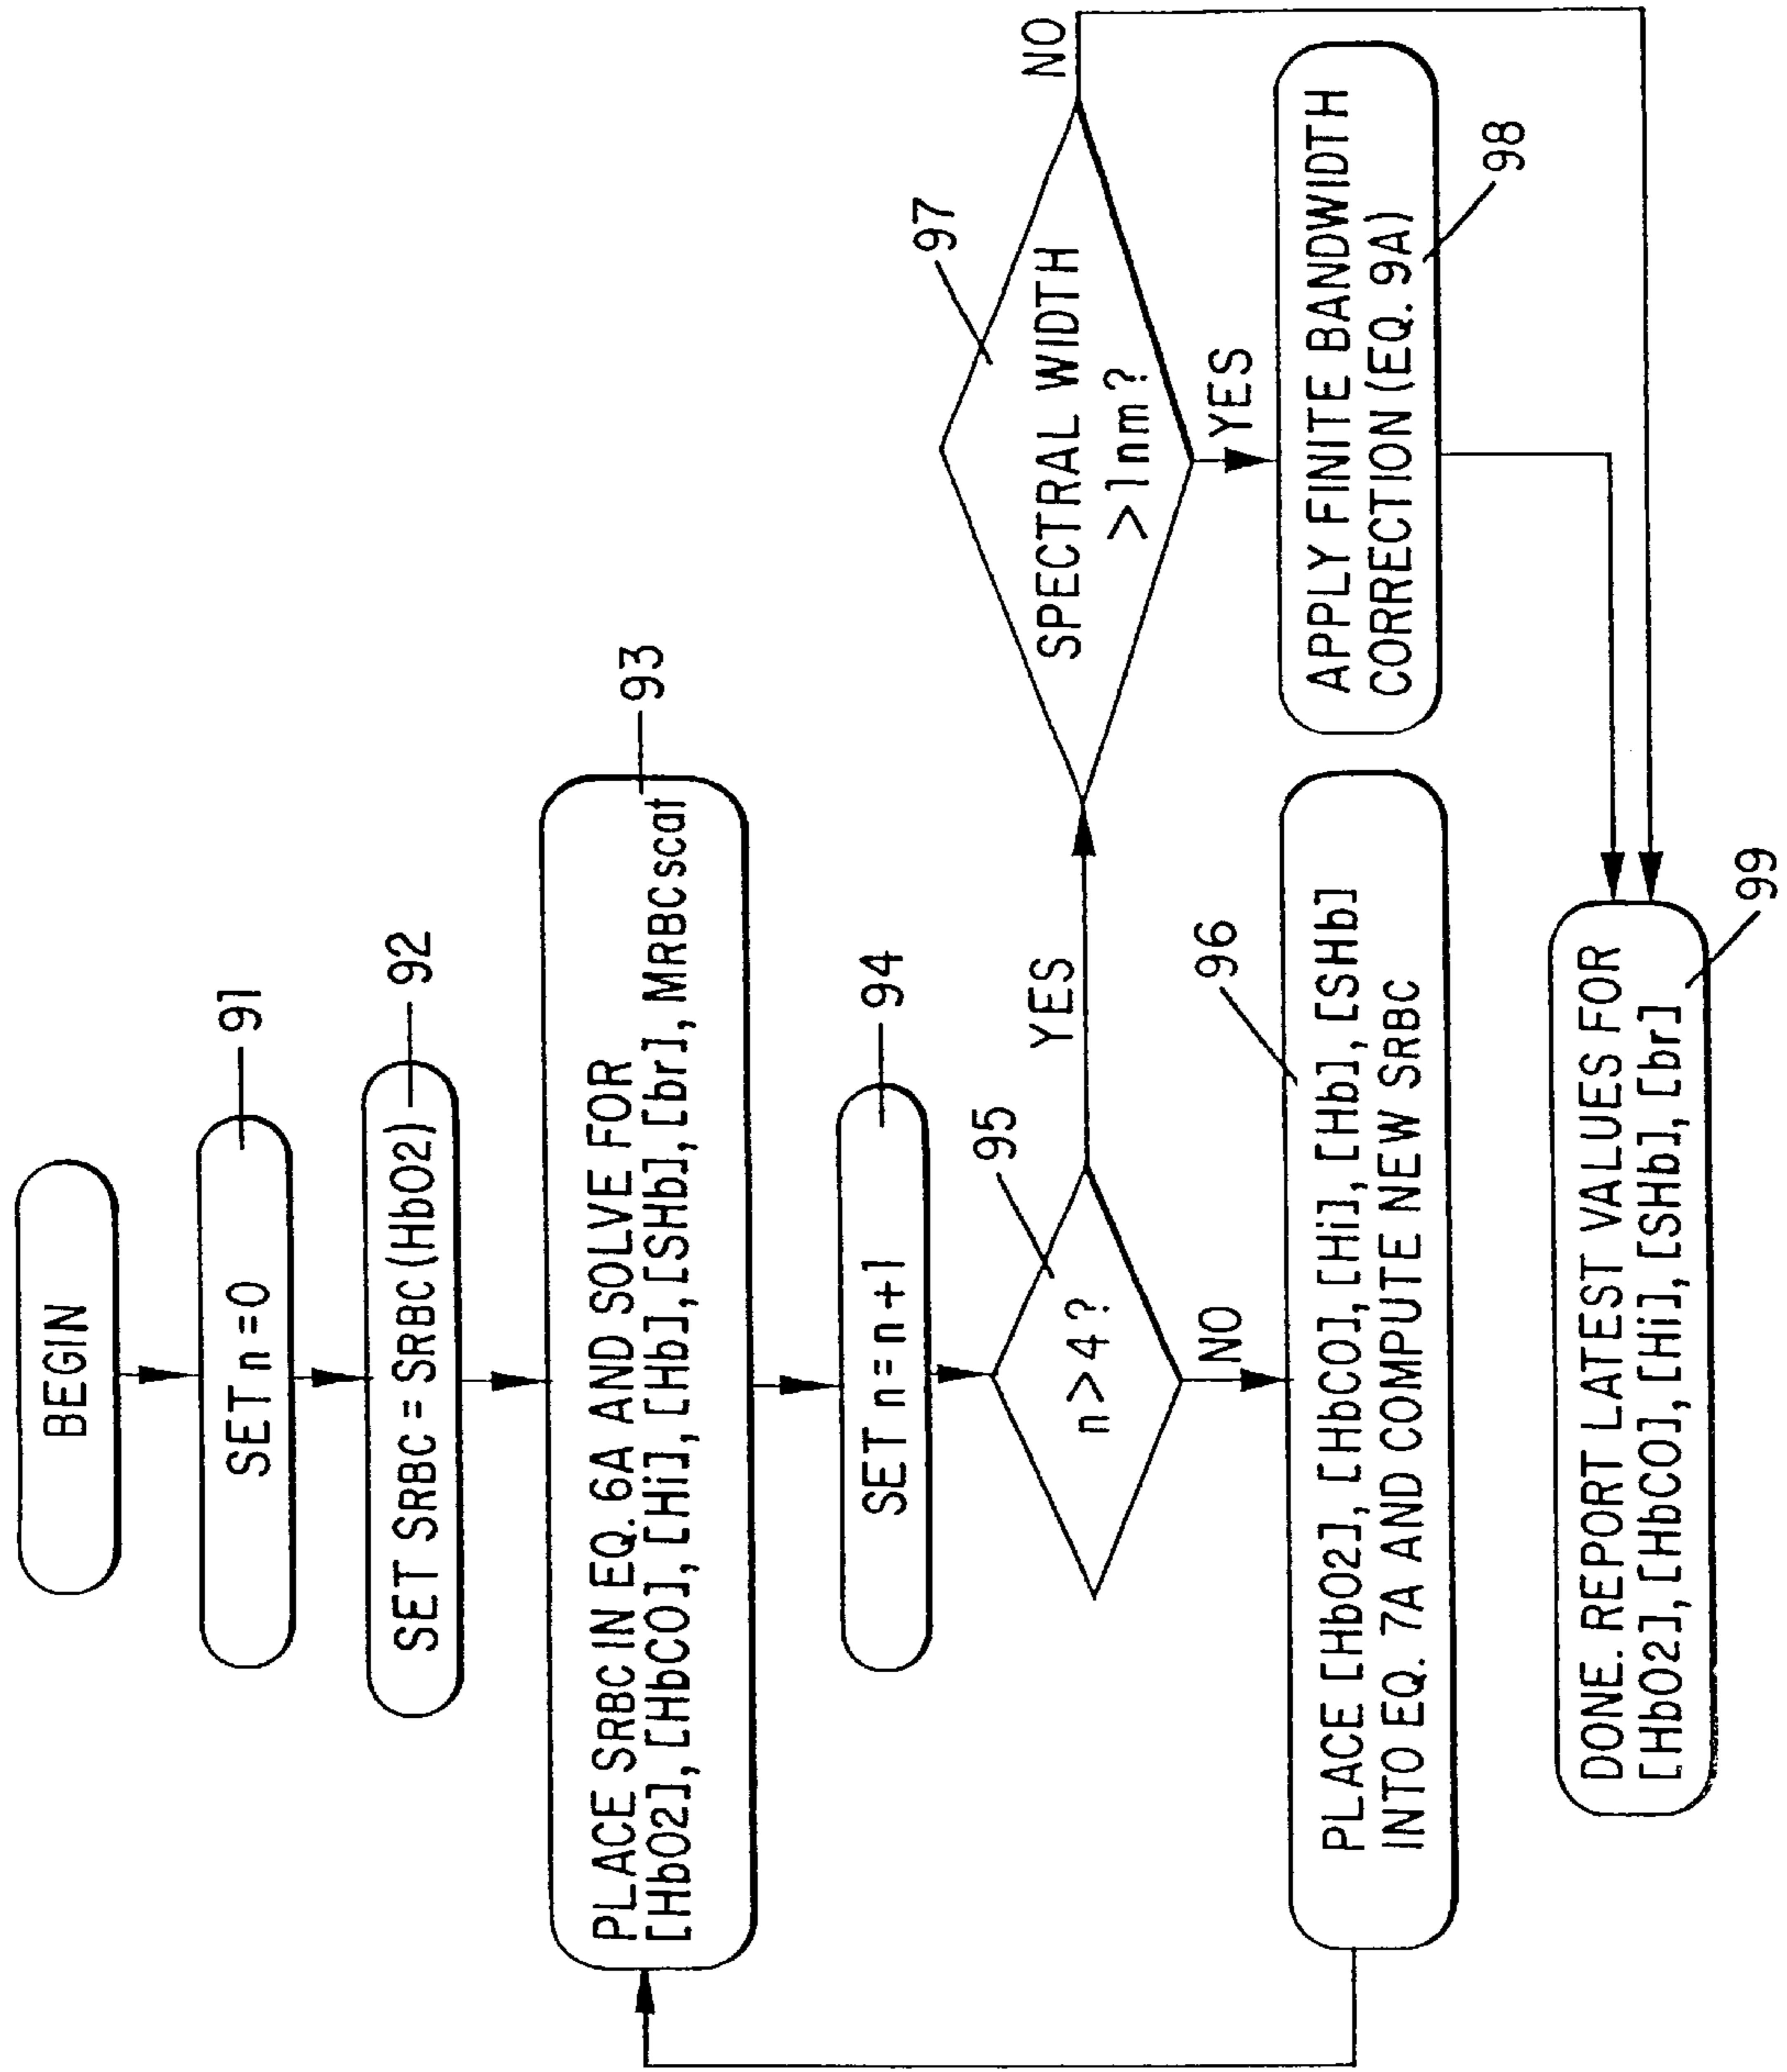 BEGIN
SET n=0
91
SET SRBC = SRBC (HbO2)
92
PLACE SRBC IN EQ. 6A AND SOLVE FOR
[HbO2],[HbCO],[Hi],[Hb],[SHb],[br],MRBCscat
93
SET n=n+1
94
n>4?
95
YES
NO
PLACE [HbO2],[HbCO],[Hi],[Hb],[SHb]
INTO EQ. 7A AND COMPUTE NEW SRBC
96
SPECTRAL WIDTH
>1nm?
97
NO
YES
APPLY FINITE BANDWIDTH
CORRECTION (EQ. 9A)
98
DONE. REPORT LATEST VALUES FOR
[HbO2],[HbCO],[Hi],[SHb],[br]
99